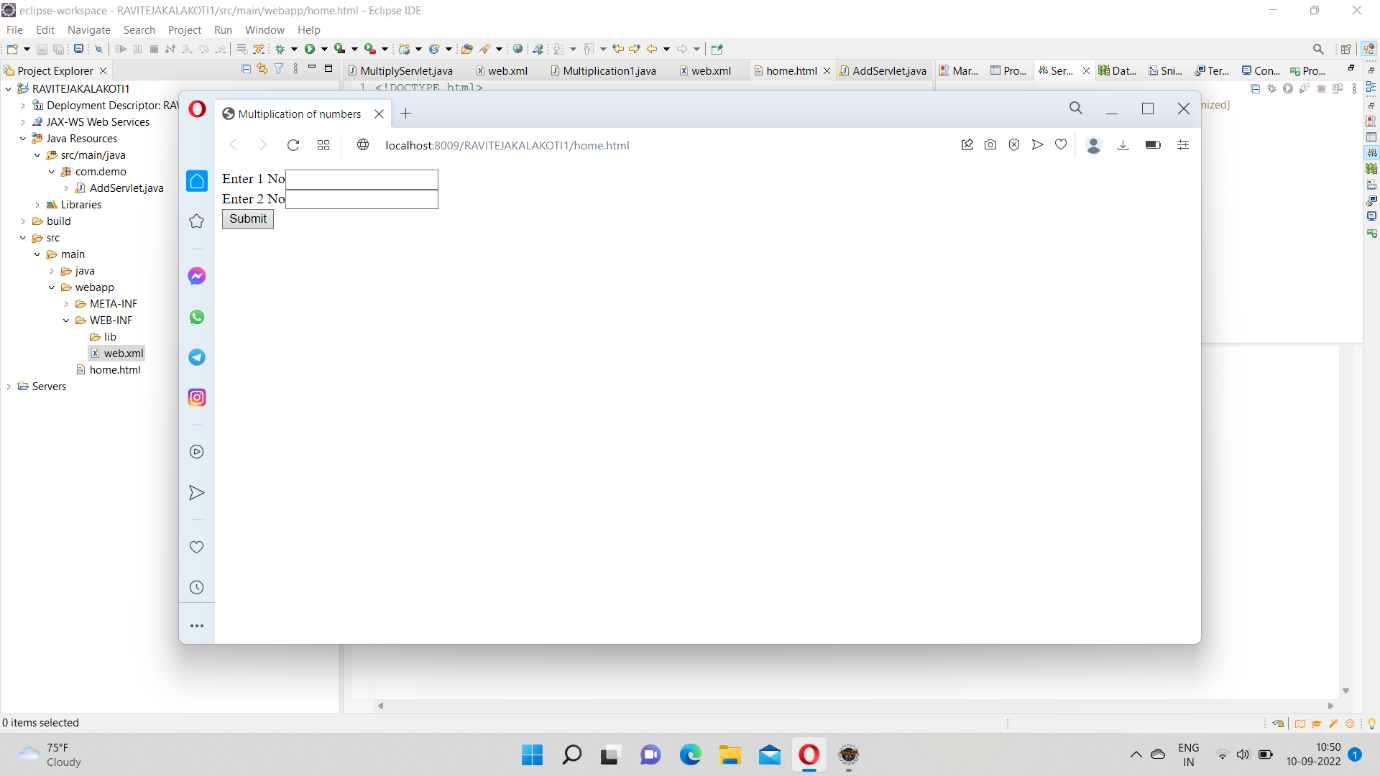 eclipse-workspace - RAVITEJAKALAKOTI1/src/main/webapp/home.html - Eclipse IDE
File Edit Navigate Search Project Run Window Help
Project Explorer
MultiplyServlet.java web.xml Multiplication1.java web.xml home.html AddServlet.java Mar... Pro... Ser... Dat... Sni... Ter... Con... Pro...
1 <!DOCTYPE html>
RAVITEJAKALAKOTI1
Deployment Descriptor: RAV
JAX-WS Web Services
Java Resources
src/main/java
com.demo
AddServlet.java
Libraries
build
src
main
java
webapp
META-INF
WEB-INF
lib
web.xml
home.html
Servers
nized]
Multiplication of numbers
localhost:8009/RAVITEJAKALAKOTI1/home.html
Enter 1 No
Enter 2 No
Submit
0 items selected
75°F
Cloudy
ENG
IN
10:50
10-09-2022
1